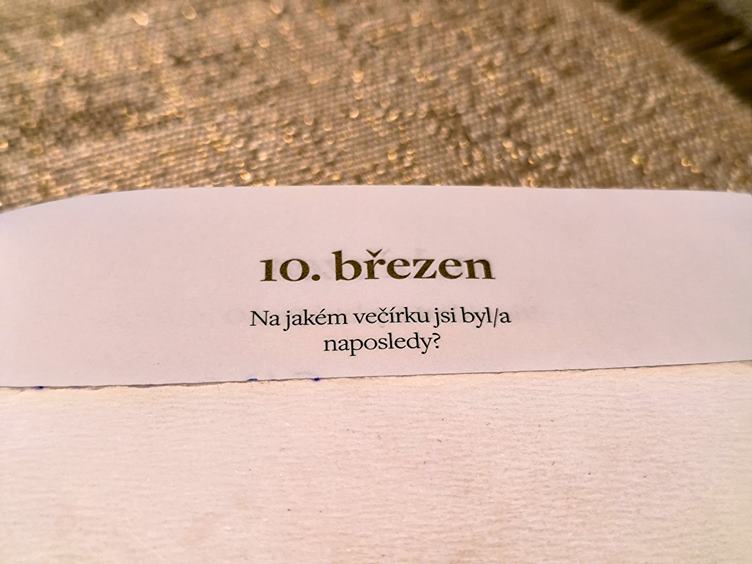 10. březen
Na jakém večírku jsi byl/a
naposledy?